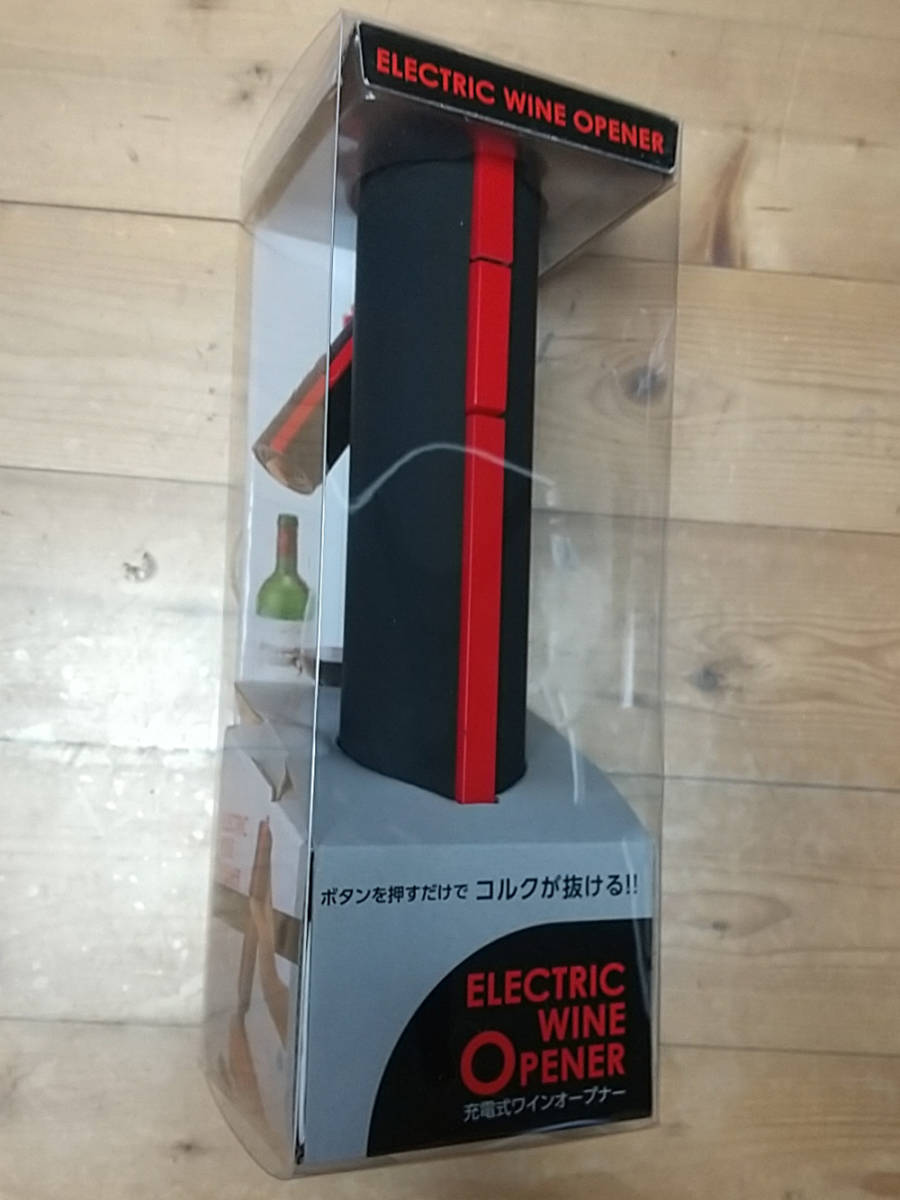 ELECTRIC WINE OPENER
ボタンを押すだけで コルクが抜ける!!
ELECTRIC
WINE
OPENER
充電式ワインオープナー
ELECTRIC